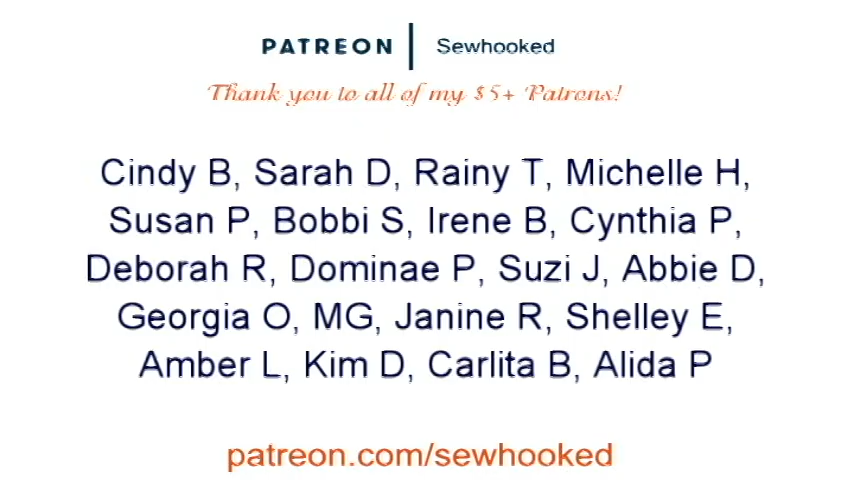 PATREON | Sewhooked
Thank you to all of my $5+ Patrons!
Cindy B, Sarah D, Rainy T, Michelle H,
Susan P, Bobbi S, Irene B, Cynthia P,
Deborah R, Dominae P, Suzi J, Abbie D,
Georgia O, MG, Janine R, Shelley E,
Amber L, Kim D, Carlita B, Alida P
patreon.com/sewhooked